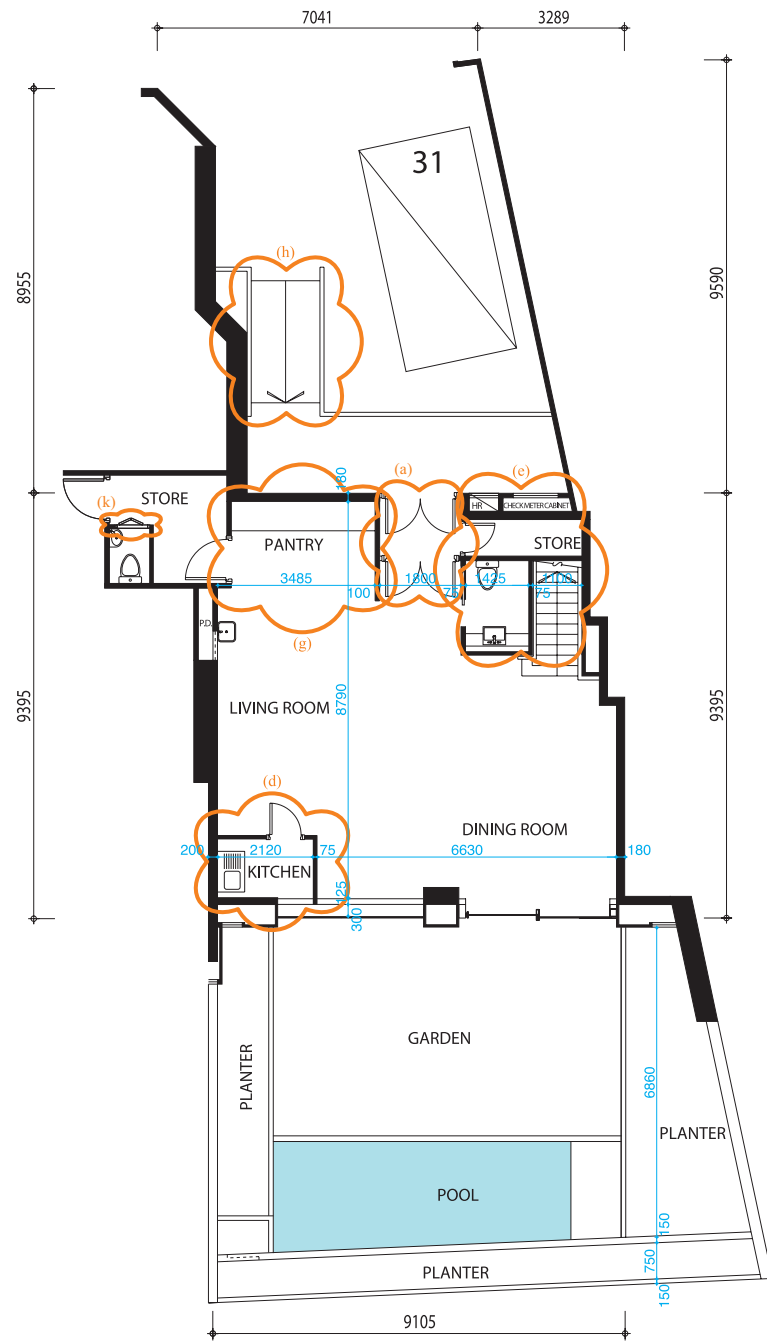 7041
3289
31
(h)
8955
9590
(a)
(e)
180
(k)
STORE
HR
CHECK METER CABINET
PANTRY
STORE
3485
1800
1425
1100
100
75
75
(g)
P.D.
9395
9395
LIVING ROOM
8790
(d)
DINING ROOM
200
2120
75
6630
180
KITCHEN
125
300
GARDEN
PLANTER
6860
PLANTER
POOL
150
750
PLANTER
150
9105